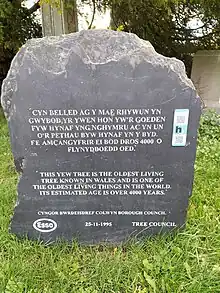 "CYN BELLED AG Y MAE RHYWUN YN
GWYBOD, YR YWEN HON YW'R GOEDEN
FYW HYNAF YNG NGHYMRU AC YN UN
O'R PETHAU BYW HYNAF YN Y BYD.
FE AMCANGYFRIR EI BOD DROS 4000 O
FLYNYDDOEDD OED."
"THIS YEW TREE IS THE OLDEST LIVING
TREE KNOWN IN WALES AND IS ONE OF
THE OLDEST LIVING THINGS IN THE WORLD.
ITS ESTIMATED AGE IS OVER 4000 YEARS."
CYNGOR BWRDEISDREF COLWYN BOROUGH COUNCIL
Esso 25-11-1995 TREE COUNCIL